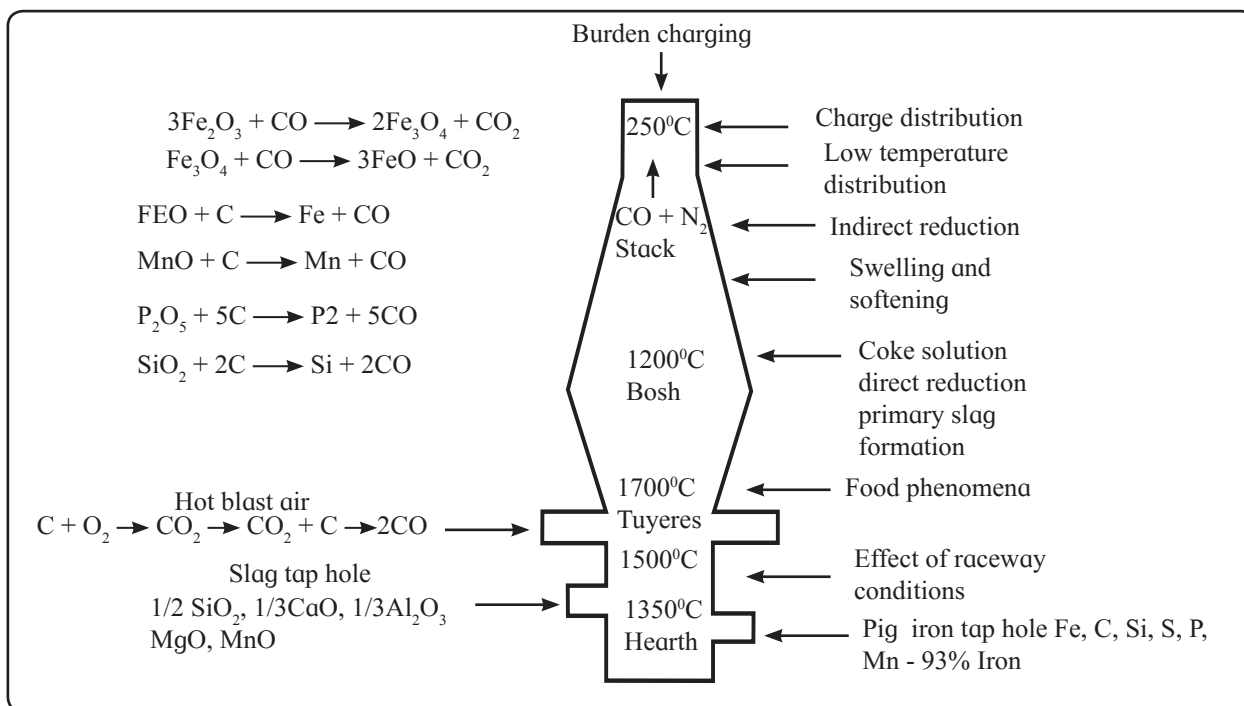 Burden charging
3Fe₂O₃ + CO → 2Fe₃O₄ + CO₂
Fe₃O₄ + CO → 3FeO + CO₂
FEO + C → Fe + CO
MnO + C → Mn + CO
P₂O₅ + 5C → P2 + 5CO
SiO₂ + 2C → Si + 2CO
Hot blast air
C + O₂ → CO₂ → CO₂ + C → 2CO
Slag tap hole
1/2 SiO₂, 1/3CaO, 1/3Al₂O₃
MgO, MnO
250⁰C
CO + N₂
Stack
1200⁰C
Bosh
1700⁰C
Tuyeres
1500⁰C
1350⁰C
Hearth
Charge distribution
Low temperature
distribution
Indirect reduction
Swelling and
softening
Coke solution
direct reduction
primary slag
formation
Food phenomena
Effect of raceway
conditions
Pig iron tap hole Fe, C, Si, S, P,
Mn - 93% Iron